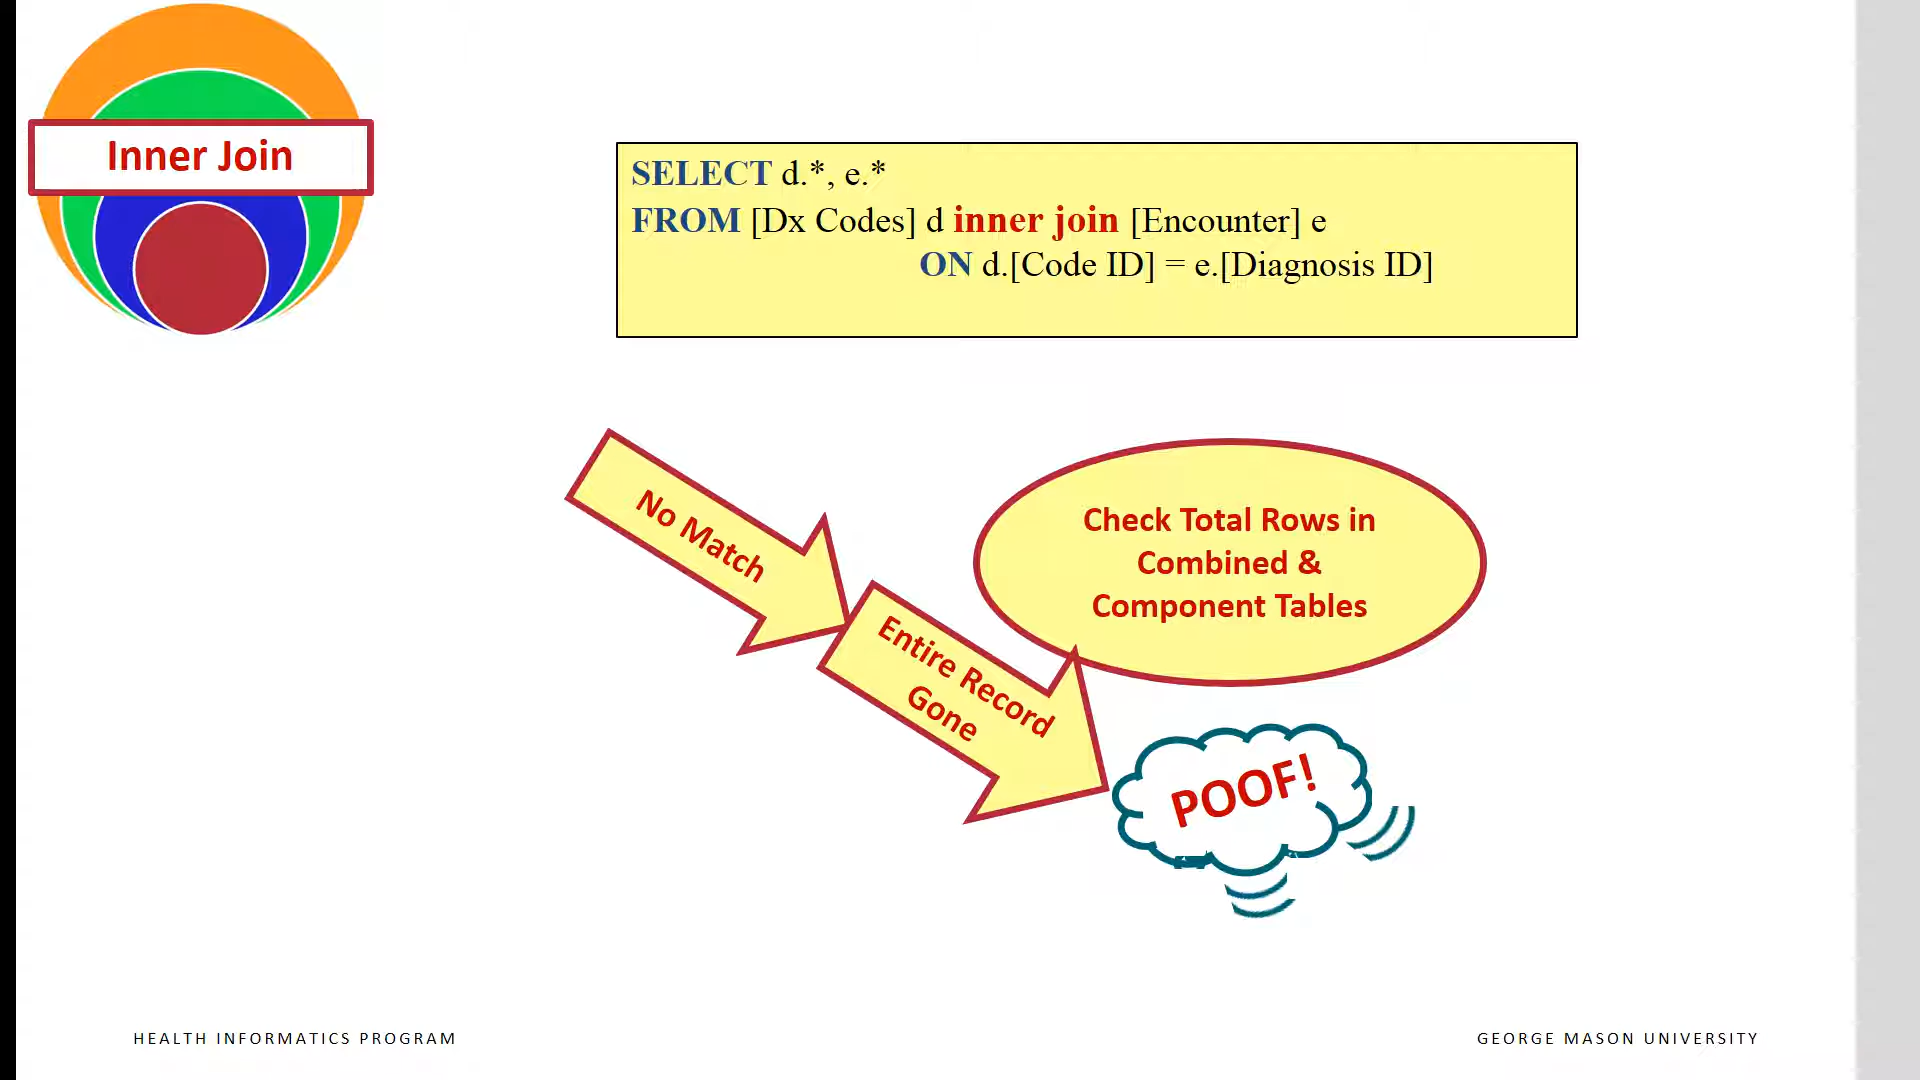 Inner Join
SELECT d.*, e.*
FROM [Dx Codes] d inner join [Encounter] e
ON d.[Code ID] = e.[Diagnosis ID]
No Match
Entire Record
Gone
Check Total Rows in
Combined &
Component Tables
POOF!
HEALTH INFORMATICS PROGRAM
GEORGE MASON UNIVERSITY